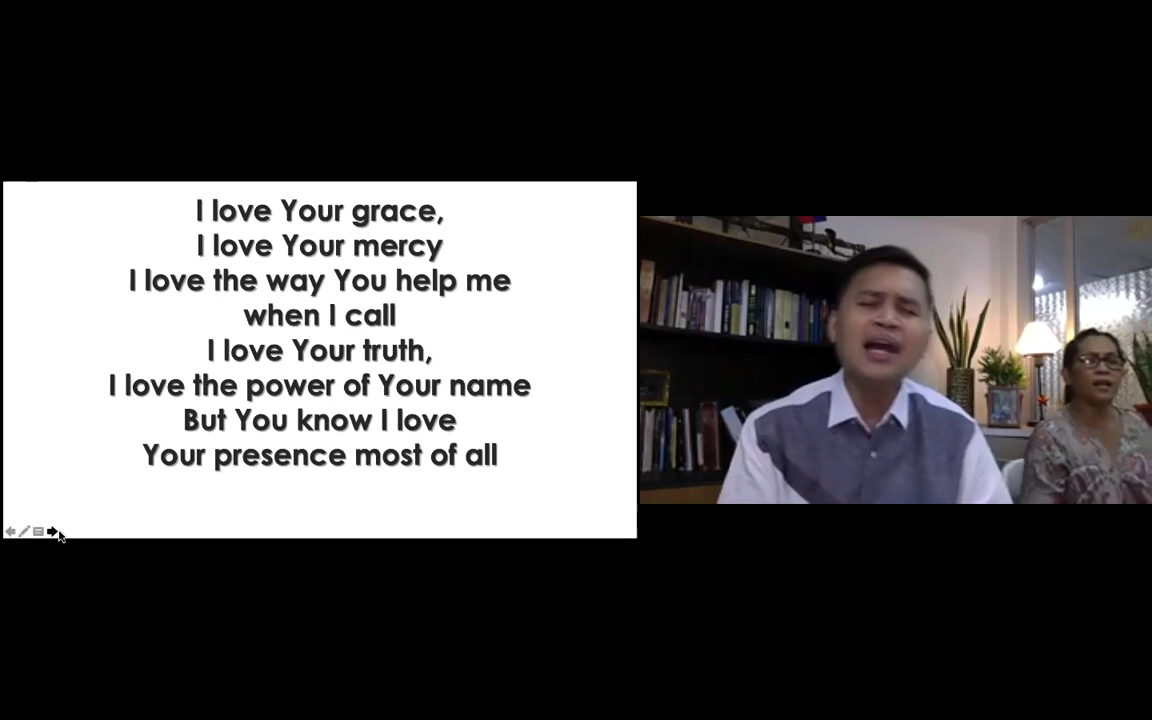 I love Your grace,
I love Your mercy
I love the way You help me
when I call
I love Your truth,
I love the power of Your name
But You know I love
Your presence most of all